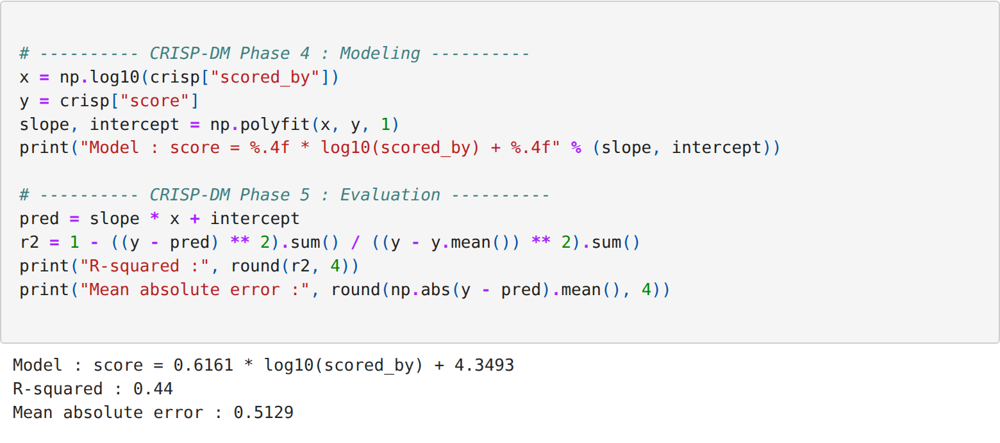 # ---------- CRISP-DM Phase 4 : Modeling ----------
x = np.log10(crisp["scored_by"])
y = crisp["score"]
slope, intercept = np.polyfit(x, y, 1)
print("Model : score = %.4f * log10(scored_by) + %.4f" % (slope, intercept))
# ---------- CRISP-DM Phase 5 : Evaluation ----------
pred = slope * x + intercept
r2 = 1 - ((y - pred) ** 2).sum() / ((y - y.mean()) ** 2).sum()
print("R-squared :", round(r2, 4))
print("Mean absolute error :", round(np.abs(y - pred).mean(), 4))
Model : score = 0.6161 * log10(scored_by) + 4.3493
R-squared : 0.44
Mean absolute error : 0.5129